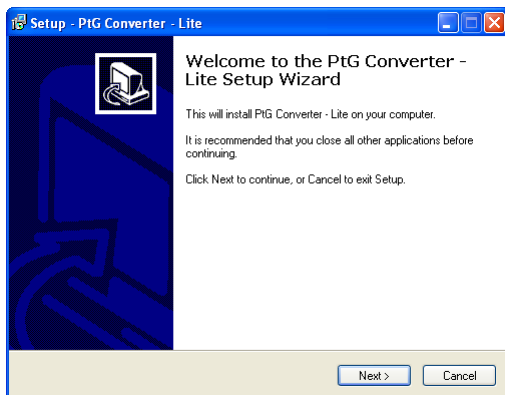 Setup - PtG Converter - Lite
Welcome to the PtG Converter -
Lite Setup Wizard
This will install PtG Converter - Lite on your computer.
It is recommended that you close all other applications before
continuing.
Click Next to continue, or Cancel to exit Setup.
Next >
Cancel